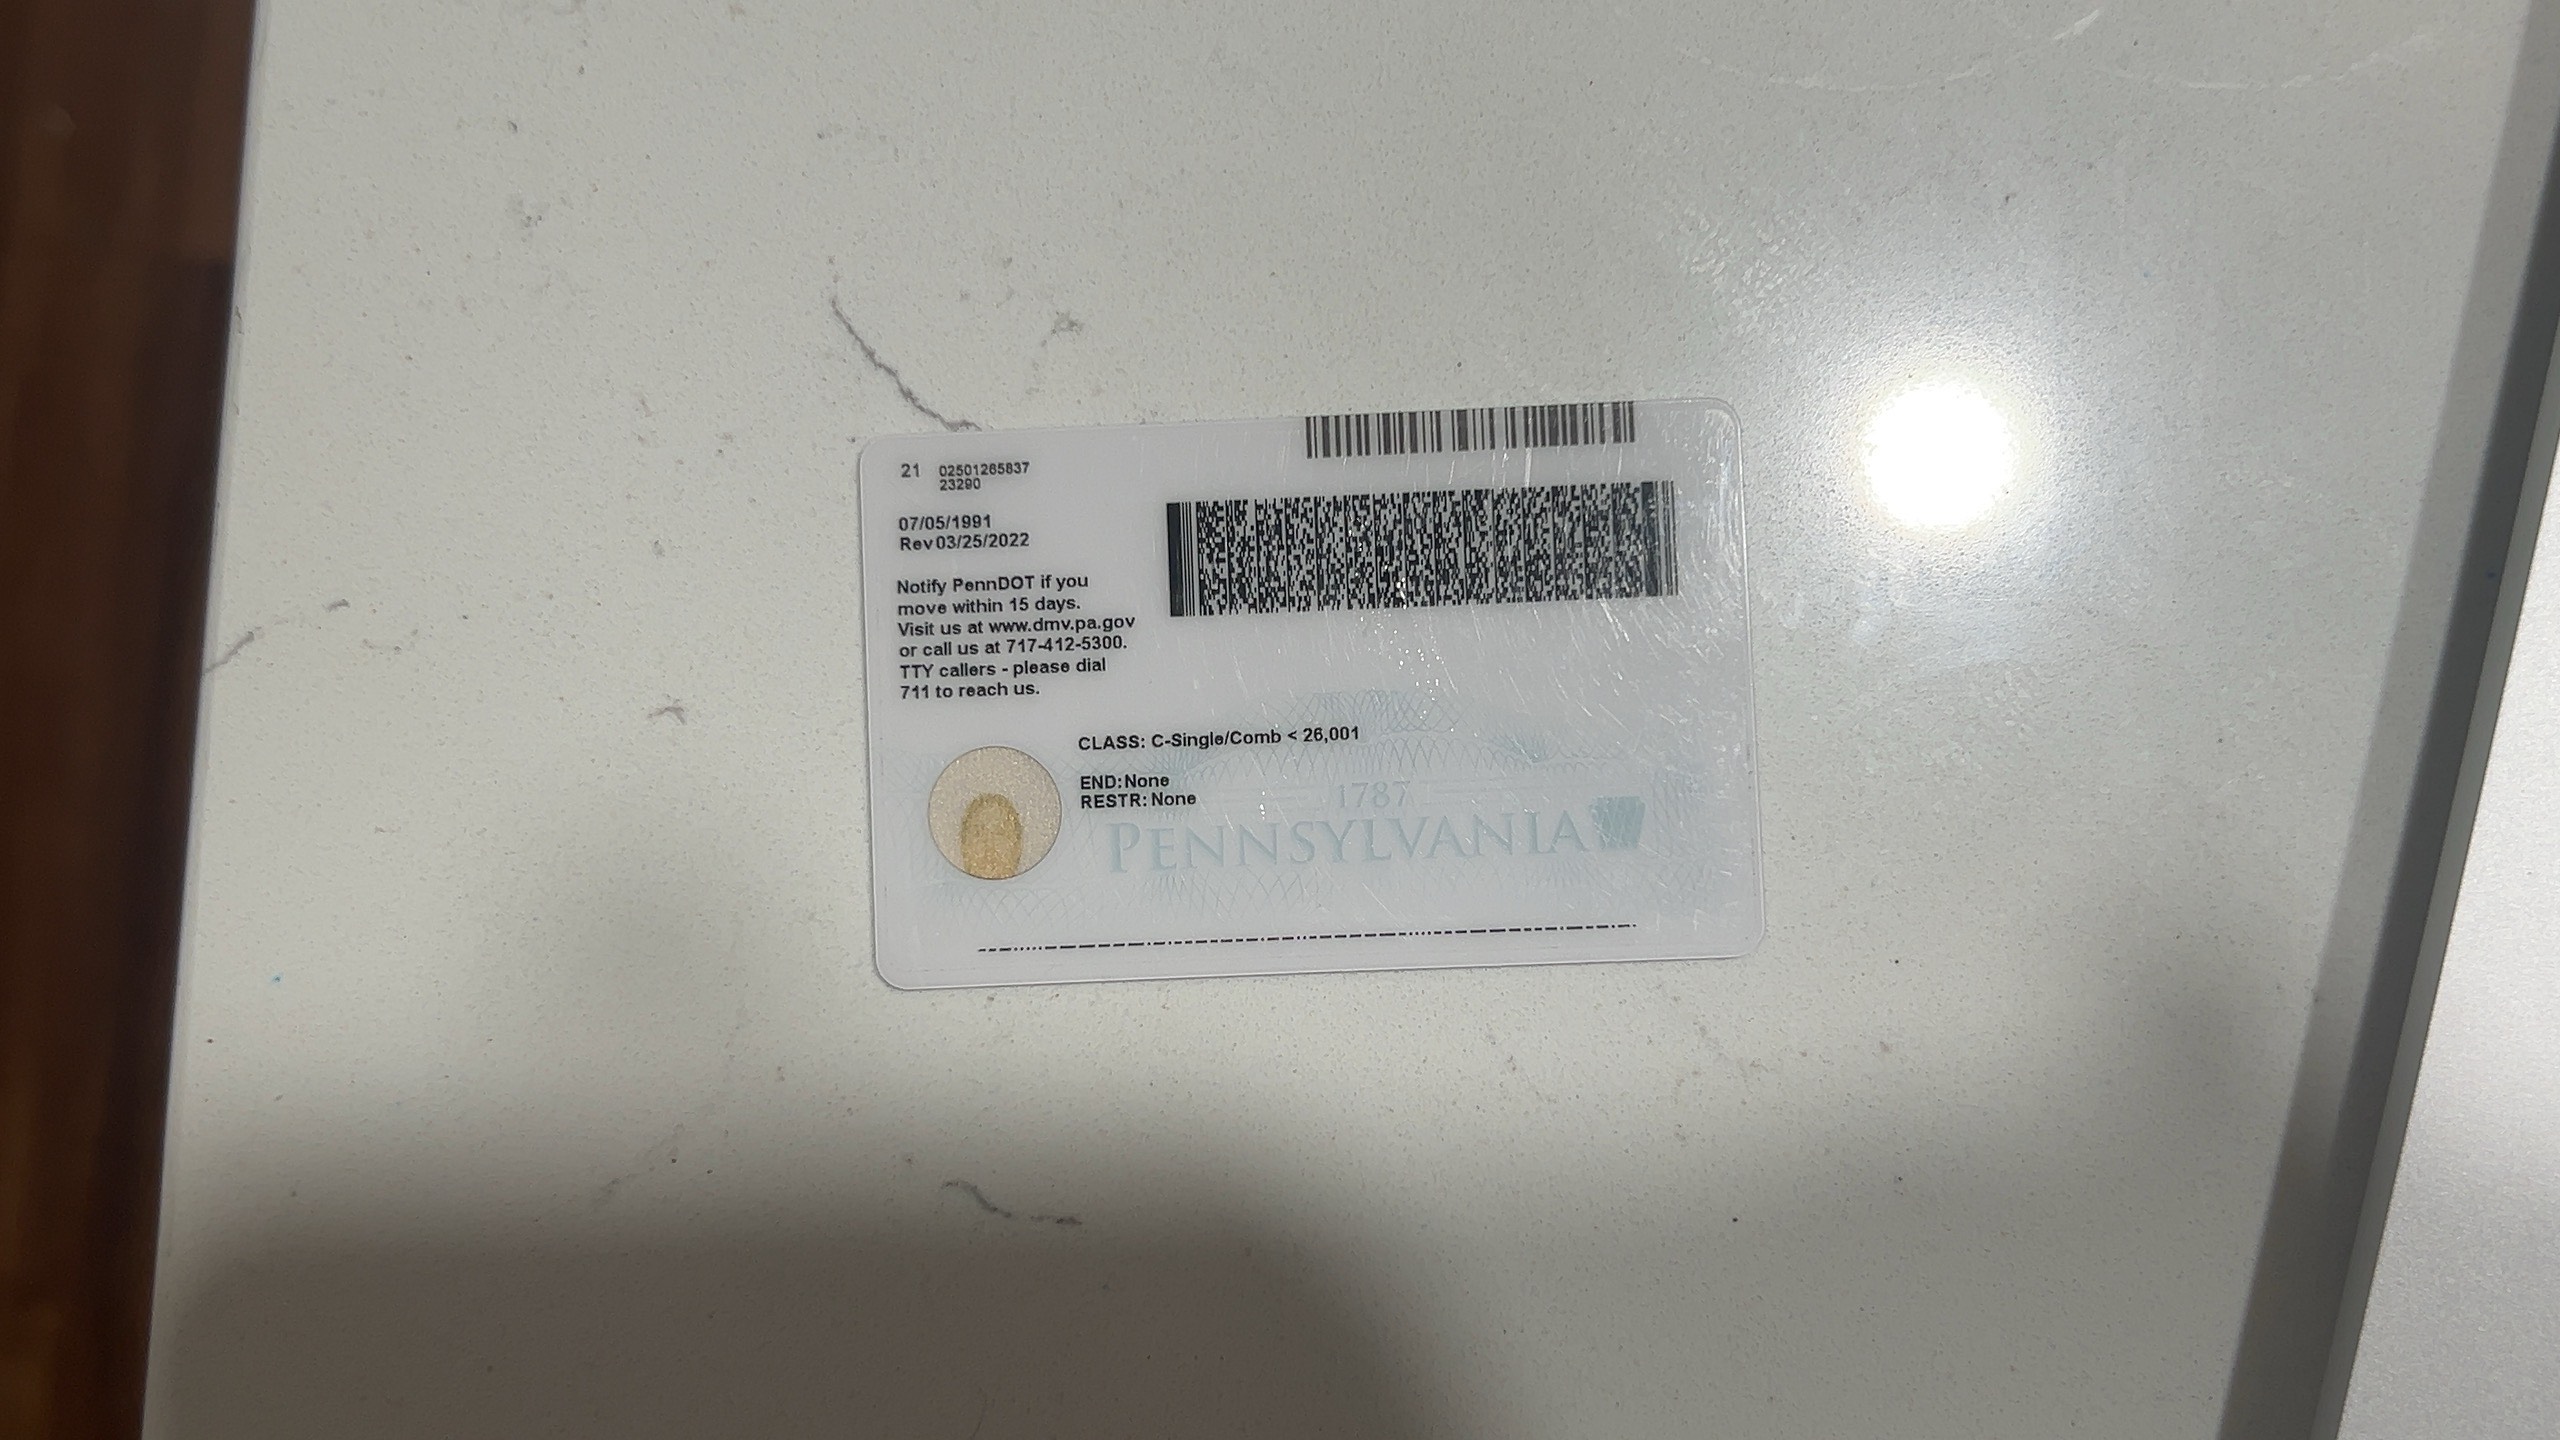 21 02501265837
23290
07/05/1991
Rev 03/25/2022
Notify PennDOT if you
move within 15 days.
Visit us at www.dmv.pa.gov
or call us at 717-412-5300.
TTY callers - please dial
711 to reach us.
CLASS: C-Single/Comb < 26,001
END: None
RESTR: None
1787
PENNSYLVANIA